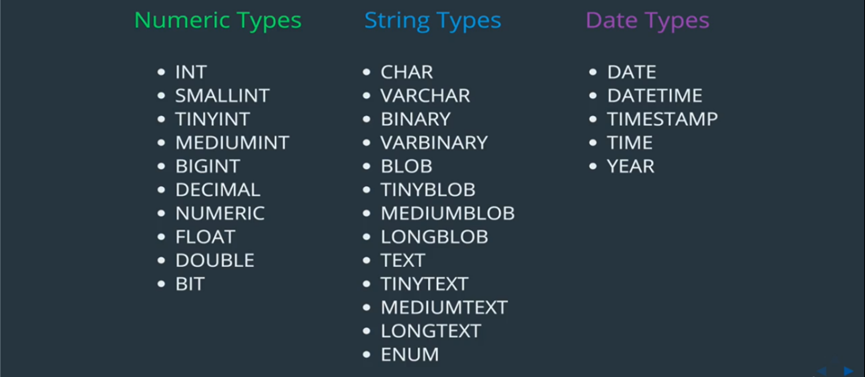 Numeric Types
INT
SMALLINT
TINYINT
MEDIUMINT
BIGINT
DECIMAL
NUMERIC
FLOAT
DOUBLE
BIT
String Types
CHAR
VARCHAR
BINARY
VARBINARY
BLOB
TINYBLOB
MEDIUMBLOB
LONGBLOB
TEXT
TINYTEXT
MEDIUMTEXT
LONGTEXT
ENUM
Date Types
DATE
DATETIME
TIMESTAMP
TIME
YEAR